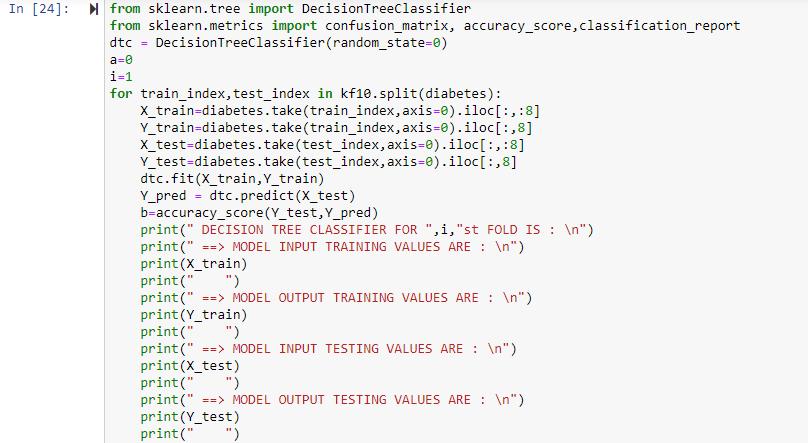 In [24]:
from sklearn.tree import DecisionTreeClassifier
from sklearn.metrics import confusion_matrix, accuracy_score,classification_report
dtc = DecisionTreeClassifier(random_state=0)
a=0
i=1
for train_index,test_index in kf10.split(diabetes):
    X_train=diabetes.take(train_index,axis=0).iloc[:,:8]
    Y_train=diabetes.take(train_index,axis=0).iloc[:,8]
    X_test=diabetes.take(test_index,axis=0).iloc[:,:8]
    Y_test=diabetes.take(test_index,axis=0).iloc[:,8]
    dtc.fit(X_train,Y_train)
    Y_pred = dtc.predict(X_test)
    b=accuracy_score(Y_test,Y_pred)
    print(" DECISION TREE CLASSIFIER FOR ",i,"st FOLD IS : \n")
    print(" ==> MODEL INPUT TRAINING VALUES ARE : \n")
    print(X_train)
    print("    ")
    print(" ==> MODEL OUTPUT TRAINING VALUES ARE : \n")
    print(Y_train)
    print("    ")
    print(" ==> MODEL INPUT TESTING VALUES ARE : \n")
    print(X_test)
    print("    ")
    print(" ==> MODEL OUTPUT TESTING VALUES ARE : \n")
    print(Y_test)
    print("    ")